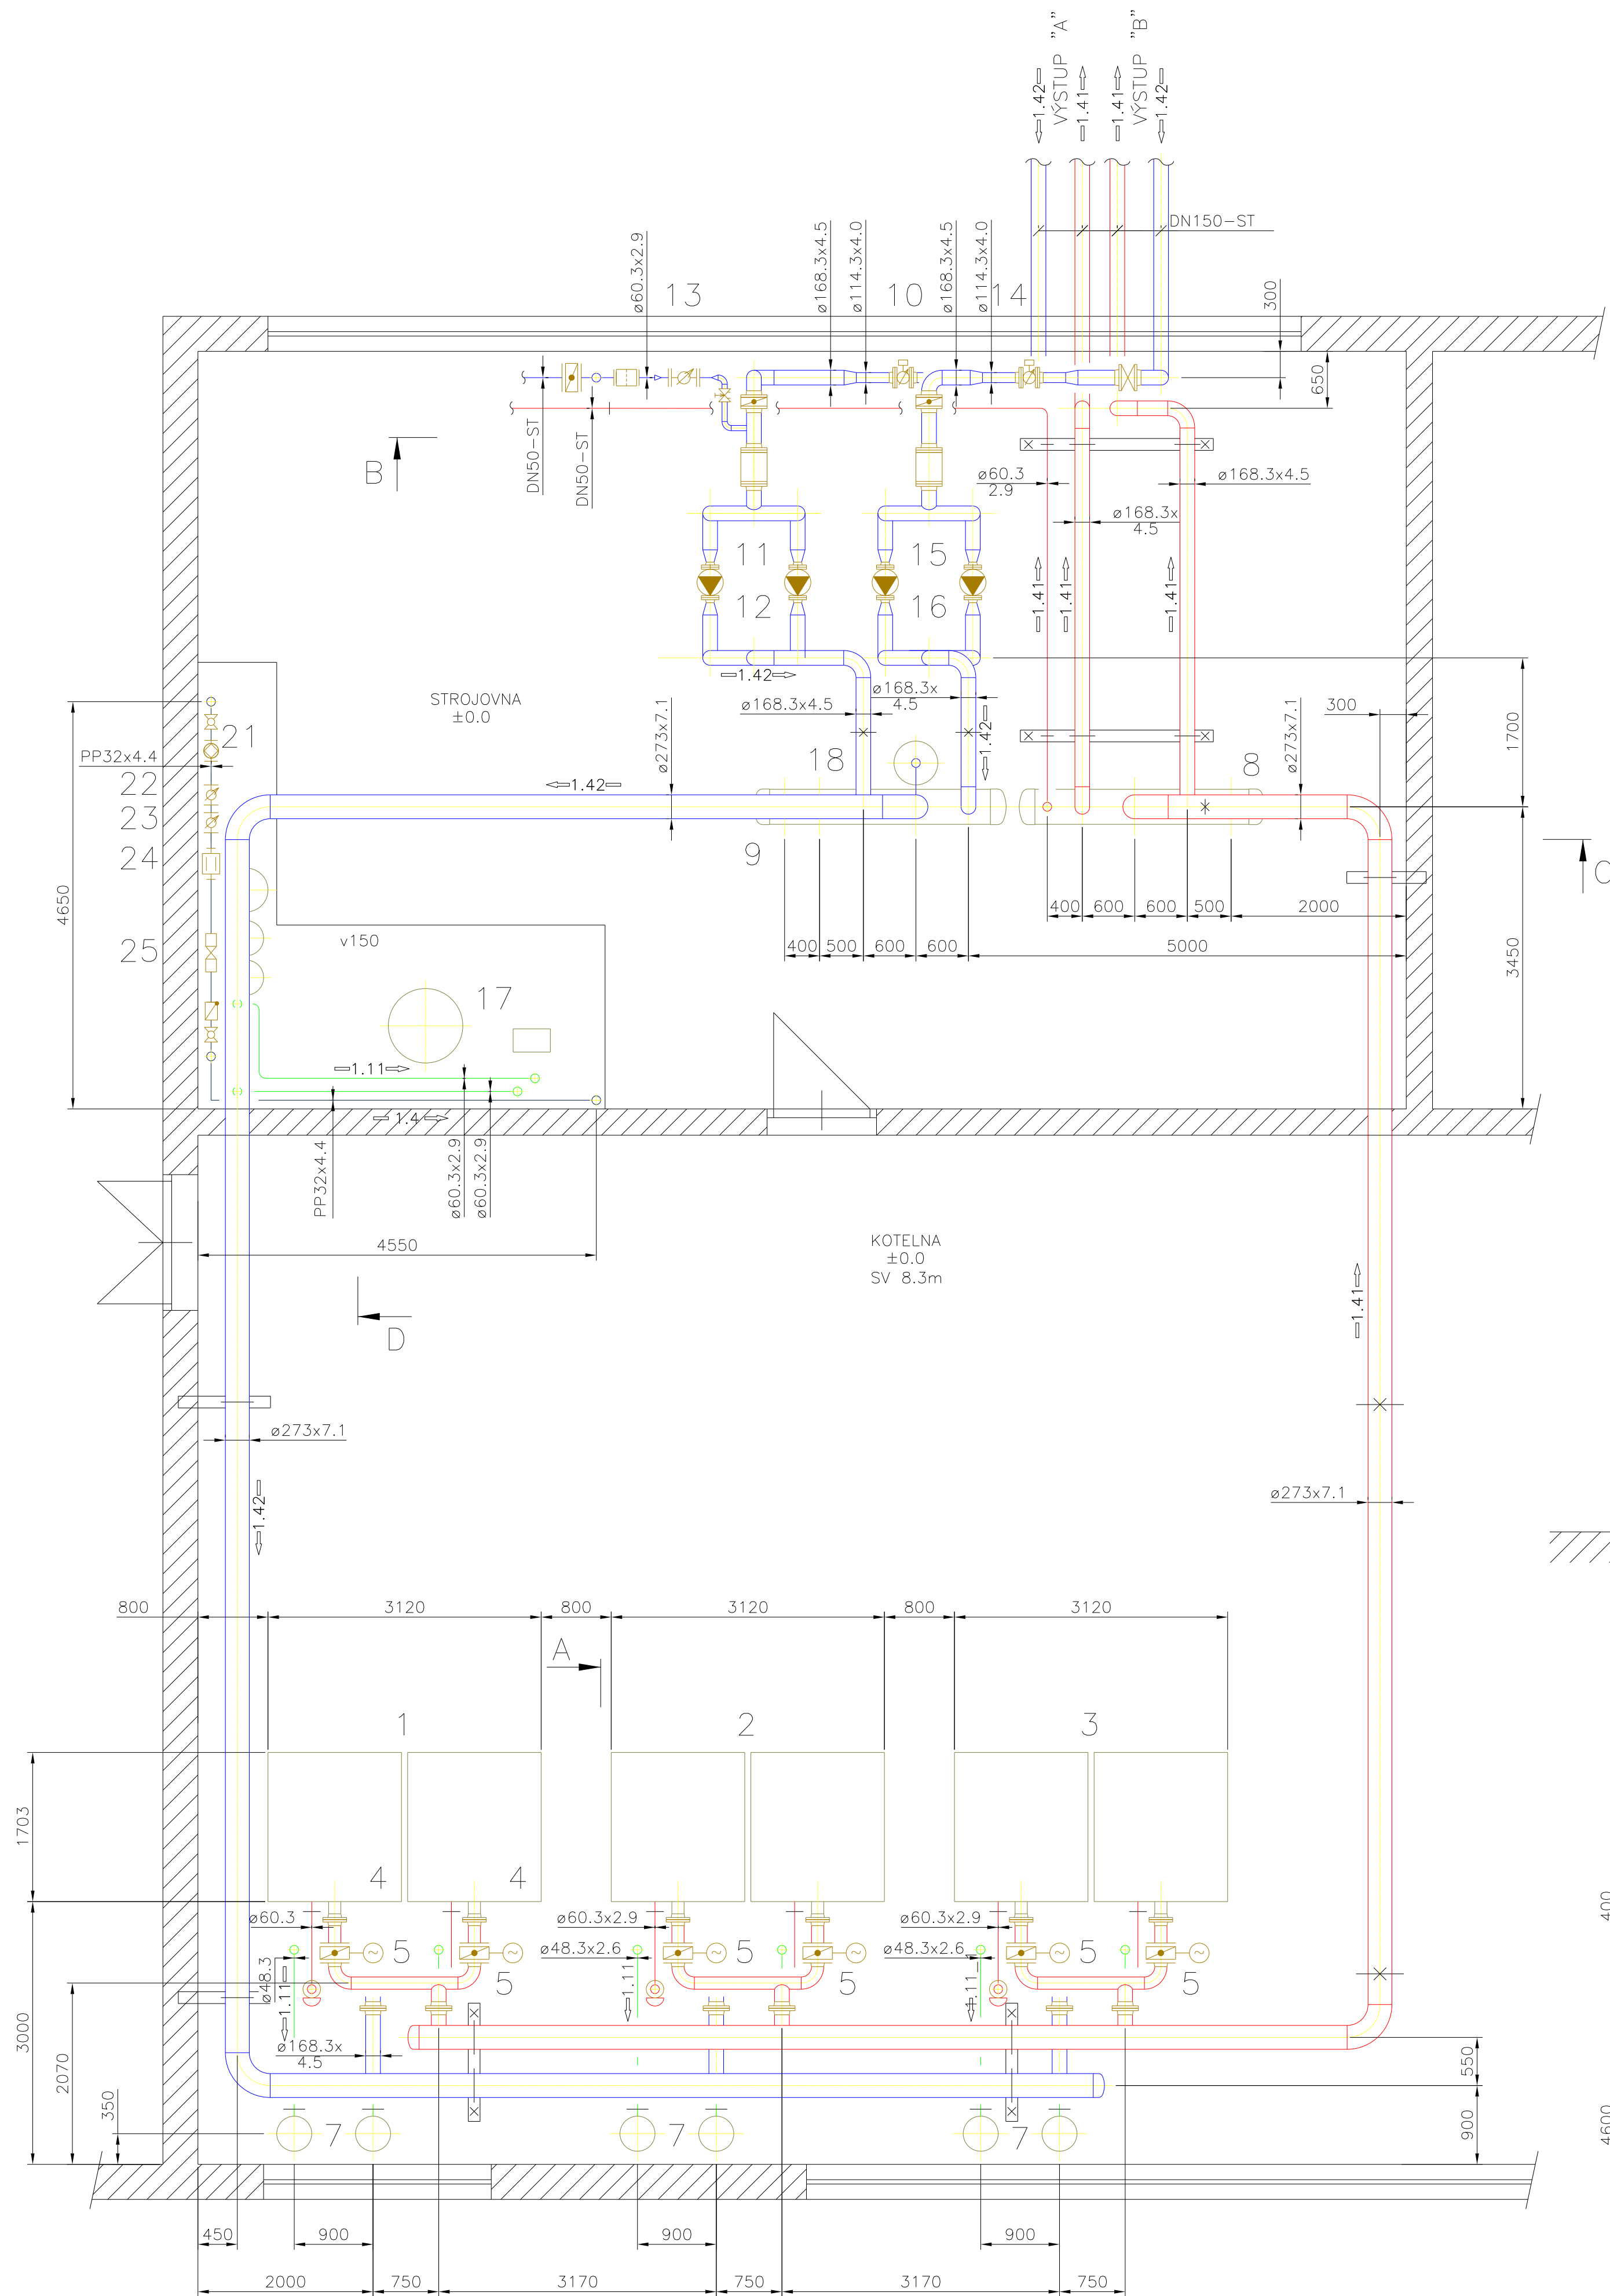 VÝSTUP "A"
VÝSTUP "B"
1.42
1.41
1.41
1.42
DN150-ST
ø60.3x2.9
13
ø168.3x4.5
ø114.3x4.0
10
ø168.3x4.5
ø114.3x4.0
14
300
650
B
DN50-ST
DN50-ST
ø60.3
2.9
ø168.3x4.5
ø168.3x
4.5
11
15
12
16
1.41
1.41
1.41
1.42
STROJOVNA
±0.0
ø168.3x4.5
ø168.3x
4.5
1.42
ø273x7.1
300
ø273x7.1
1700
21
PP32x4.4
22
23
24
25
18
8
9
1.42
4650
400
600
600
500
2000
400
500
600
600
5000
3450
C
v150
17
1.11
1.4
PP32x4.4
ø60.3x2.9
ø60.3x2.9
4550
KOTELNA
±0.0
SV 8.3m
D
1.41
ø273x7.1
1.42
ø273x7.1
800
3120
800
3120
800
3120
A
1
2
3
1703
4
4
400
ø60.3
ø60.3x2.9
ø60.3x2.9
ø48.3
ø48.3x2.6
ø48.3x2.6
5
5
5
5
5
5
1.11
1.11
1.11
ø168.3x
4.5
3000
2070
350
550
900
4600
7
7
7
450
900
900
900
2000
750
3170
750
3170
750